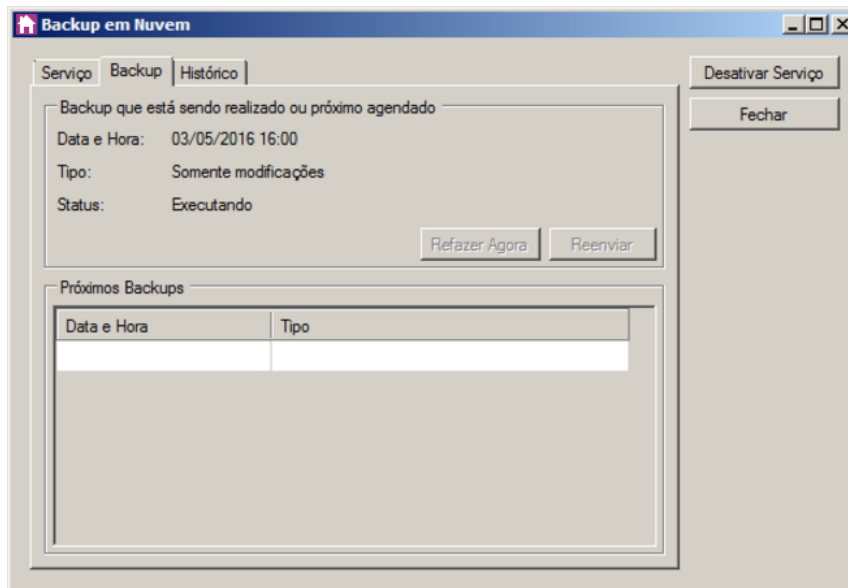 Backup em Nuvem
Serviço Backup Histórico
Desativar Serviço
Fechar
Backup que está sendo realizado ou próximo agendado
Data e Hora: 03/05/2016 16:00
Tipo: Somente modificações
Status: Executando
Refazer Agora Reenviar
Próximos Backups
Data e Hora Tipo